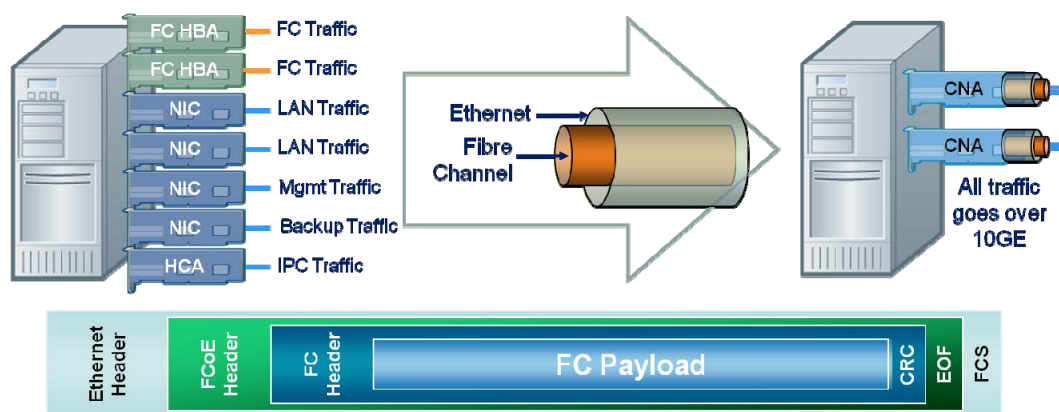 FC HBA
FC Traffic
FC HBA
FC Traffic
NIC
LAN Traffic
NIC
LAN Traffic
NIC
Mgmt Traffic
NIC
Backup Traffic
HCA
IPC Traffic
Ethernet
Fibre
Channel
CNA
CNA
All traffic
goes over
10GE
Ethernet
Header
FCoE
Header
FC
Header
FC Payload
CRC
EOF
FCS